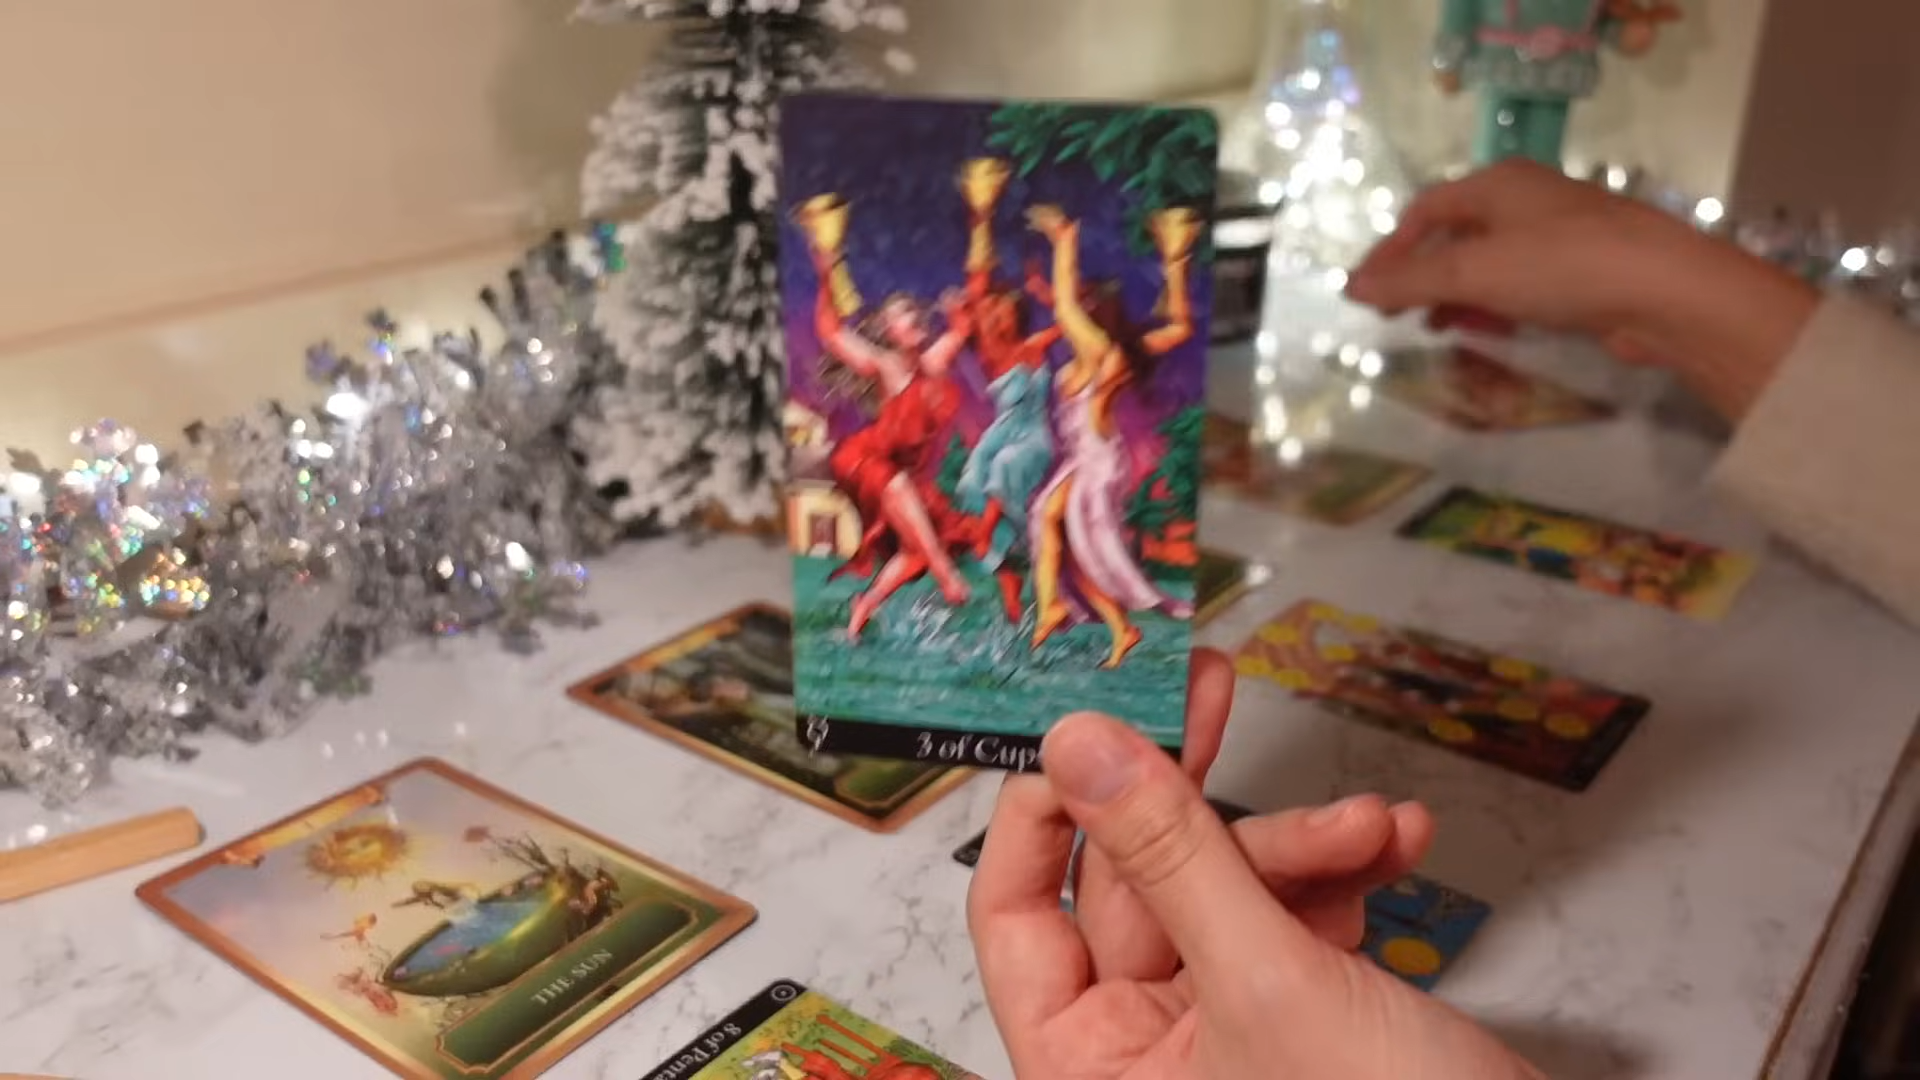 3 of Cups
THE SUN
8 of Penta